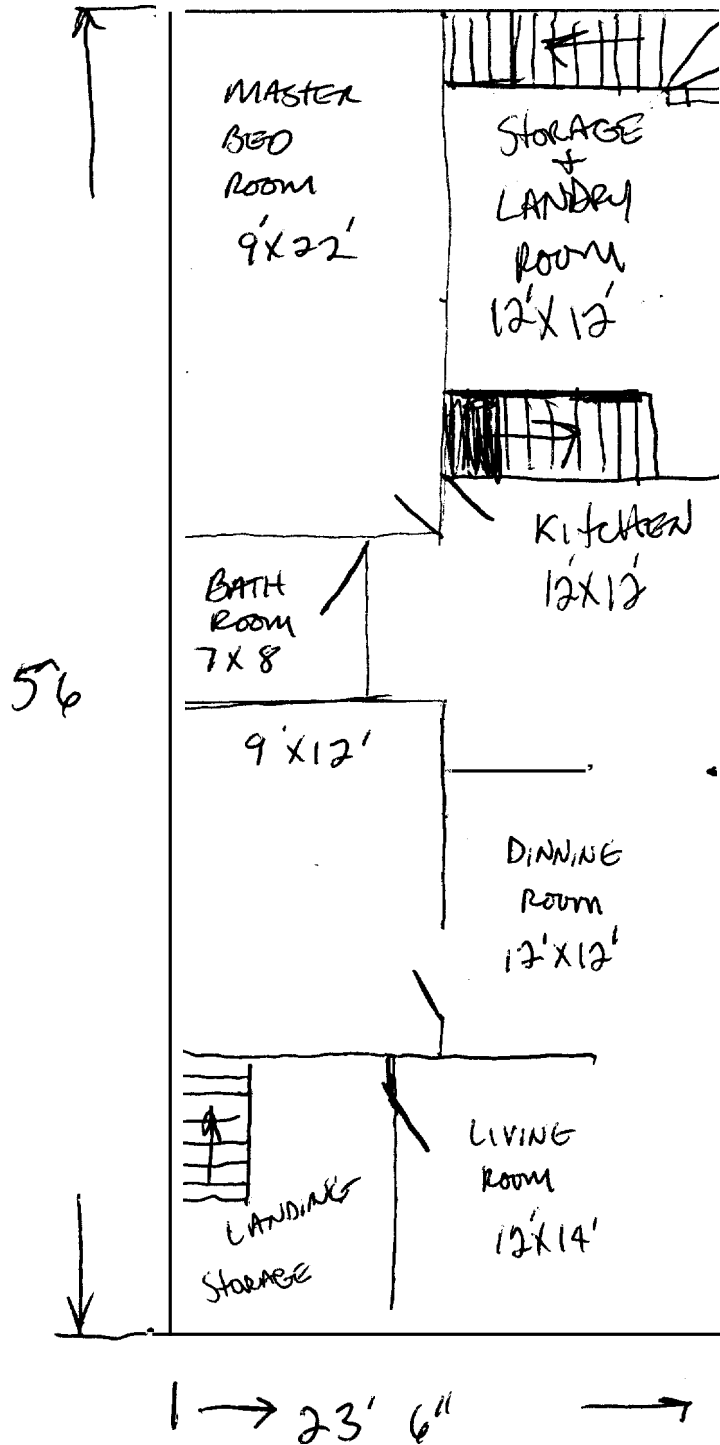 MASTER
BED
ROOM
9'X22'
STORAGE
+
LANDRY
ROOM
12'X12'
KITCHEN
12'X12'
BATH
ROOM
7X8
56
9'X12'
DINNING
ROOM
12'X12'
LIVING
ROOM
12'X14'
LANDING
STORAGE
23' 6"